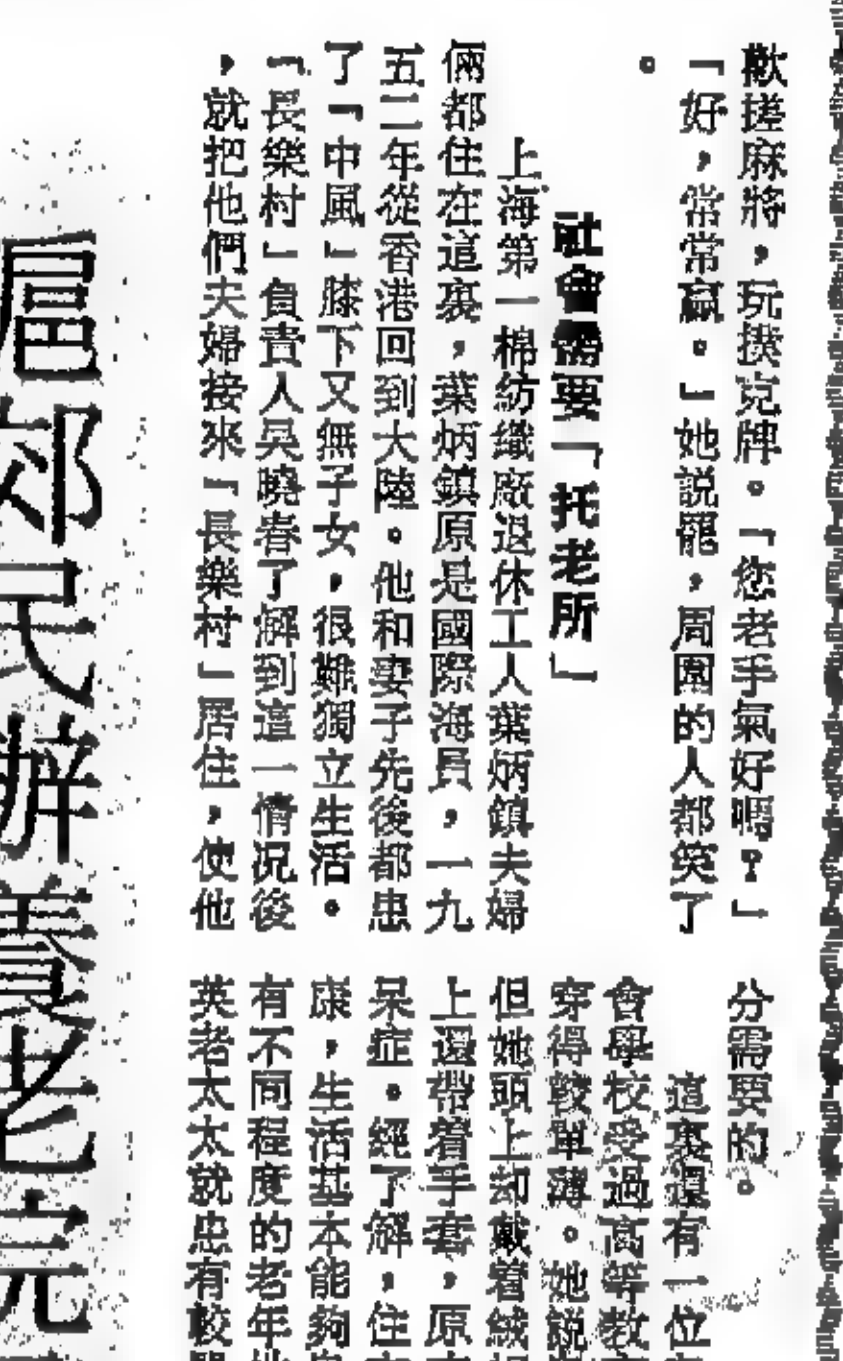 歡搓麻將，玩撲克牌。「您老手氣好嗎？」
「好，常常贏。」她説罷，周圍的人都笑了
。
社會需要「托老所」
上海第一棉紡織廠退休工人葉炳鎮夫婦
倆都住在這裏，葉炳鎮原是國際海員，一九
五二年從香港回到大陸。他和妻子先後都患
了「中風」膝下又無子女，很難獨立生活。
「長樂村」負責人吳曉春了解到這一情況後
，就把他們夫婦接來「長樂村」居住，使他
分需要的。
這裏還有一位
會學校受過高等教
穿得較單薄。她説
但她頭上却戴着絨
上還帶着手套，原
呆症。經了解，住
康，生活基本能夠
有不同程度的老年
英老太太就患有較
滬郊民辦養老院